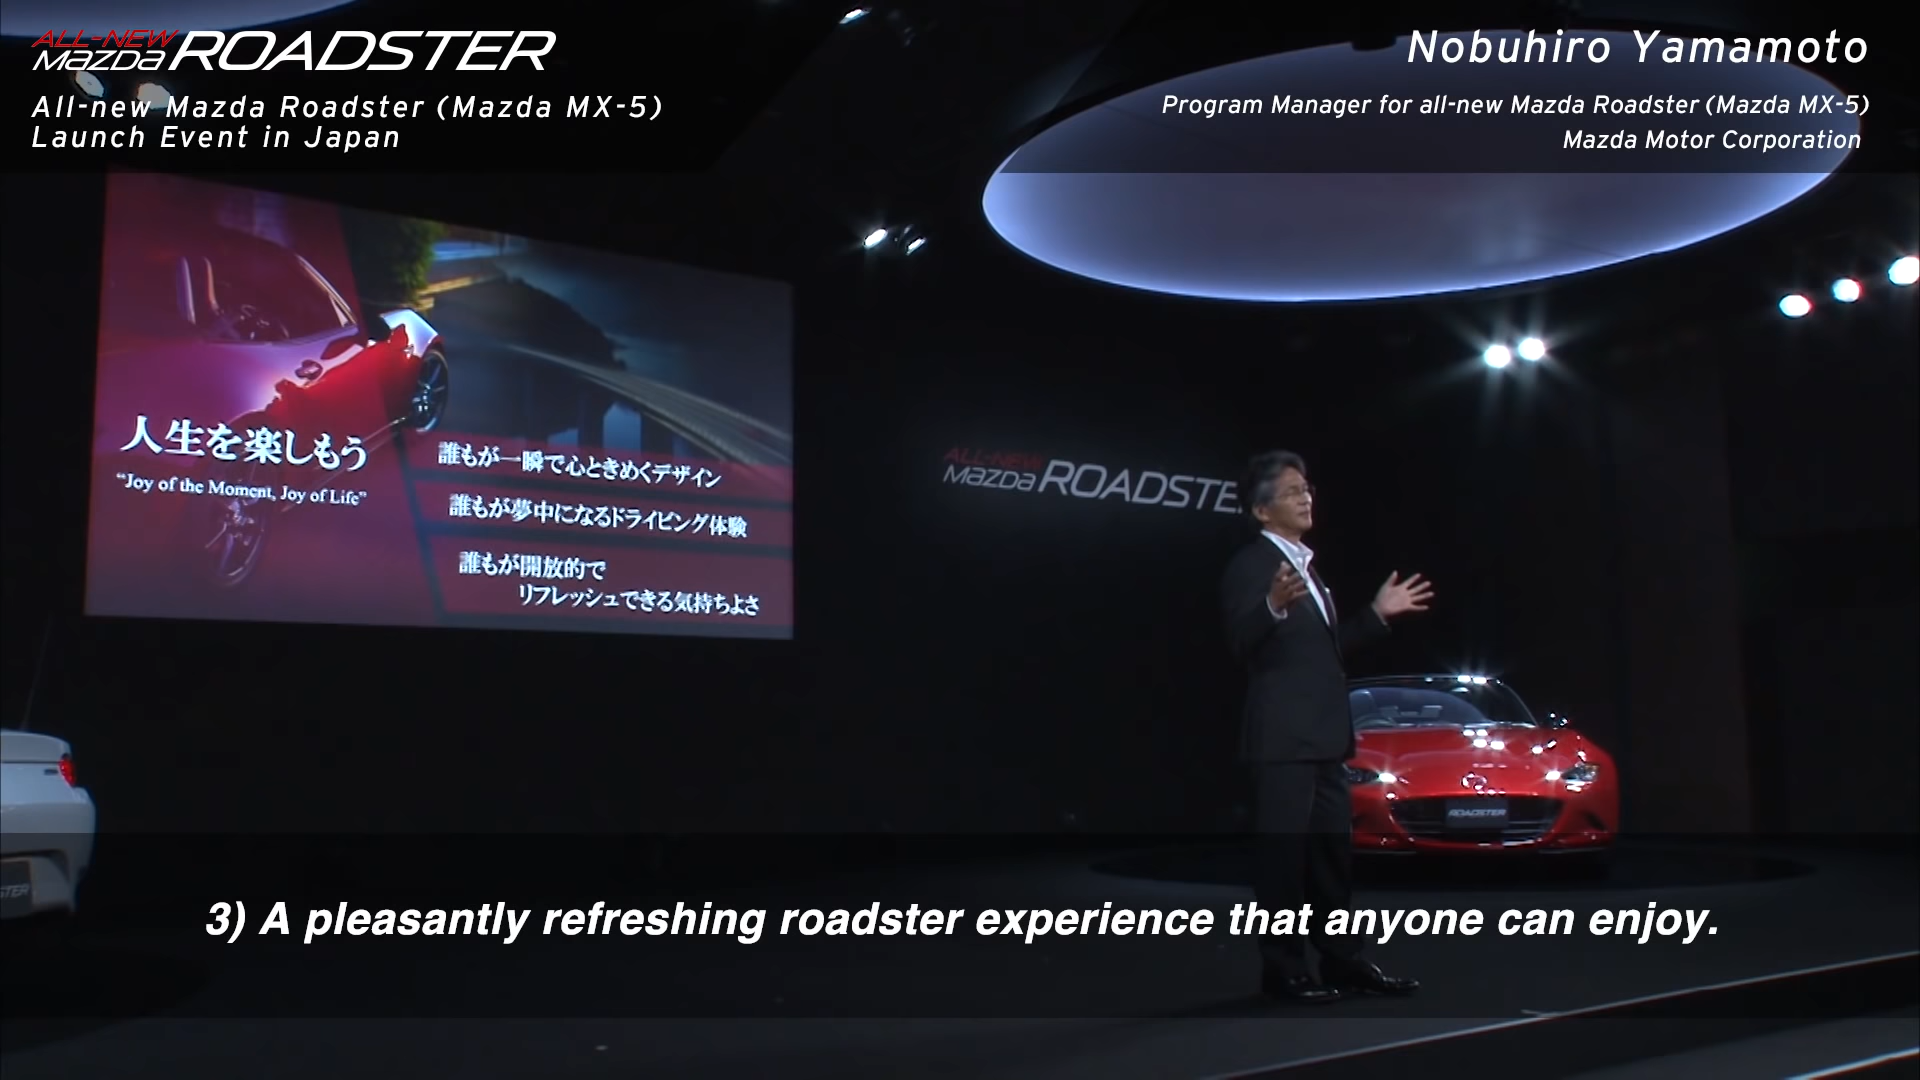 ALL-NEW
mazda ROADSTER
All-new Mazda Roadster (Mazda MX-5)
Launch Event in Japan
Nobuhiro Yamamoto
Program Manager for all-new Mazda Roadster (Mazda MX-5)
Mazda Motor Corporation
人生を楽しもう
“Joy of the Moment, Joy of Life”
誰もが一瞬で心ときめくデザイン
誰もが夢中になるドライビング体験
誰もが開放的で
リフレッシュできる気持ちよさ
ALL-NEW
mazda ROADSTE
ROADSTER
3) A pleasantly refreshing roadster experience that anyone can enjoy.